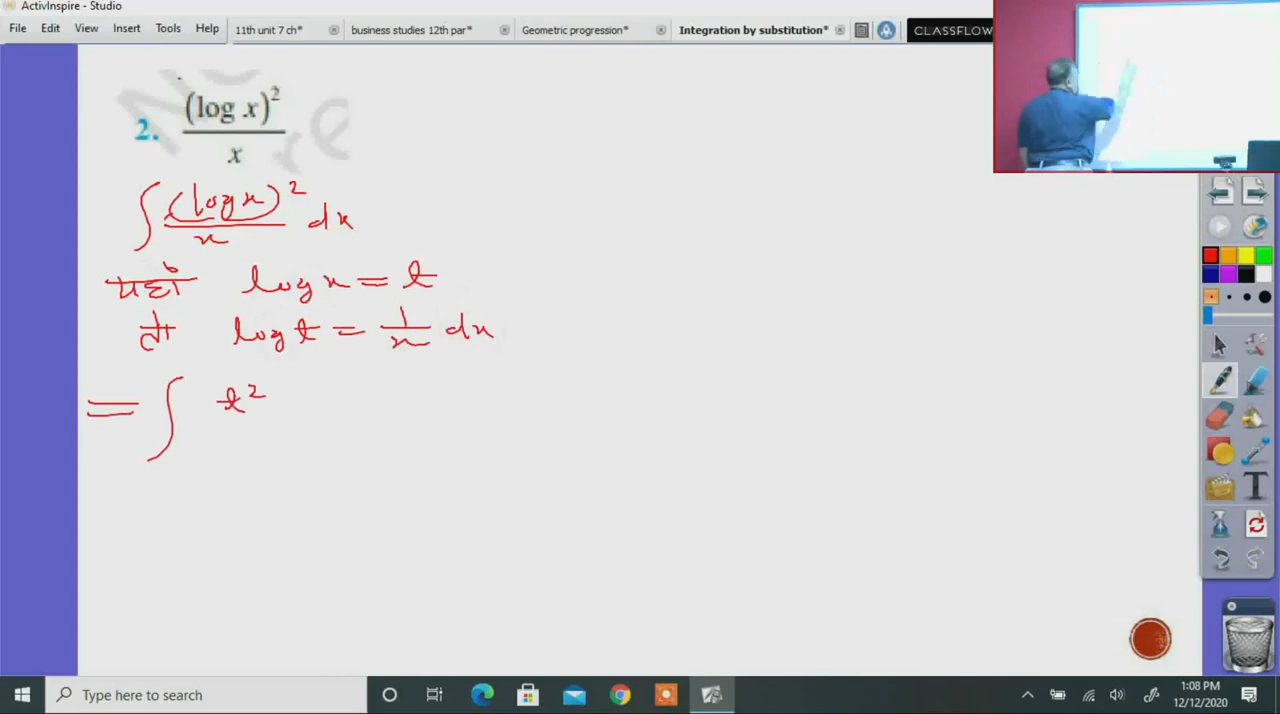 ActivInspire - Studio
File Edit View Insert Tools Help
11th unit 7 ch* business studies 12th par* Geometric progression* Integration by substitution* CLASSFLOW
2. (log x)² / x
∫ (log x)² / x dx
यहाँ log x = t
तो log t = 1/x dx
= ∫ t²
T
Type here to search
1:08 PM
12/12/2020